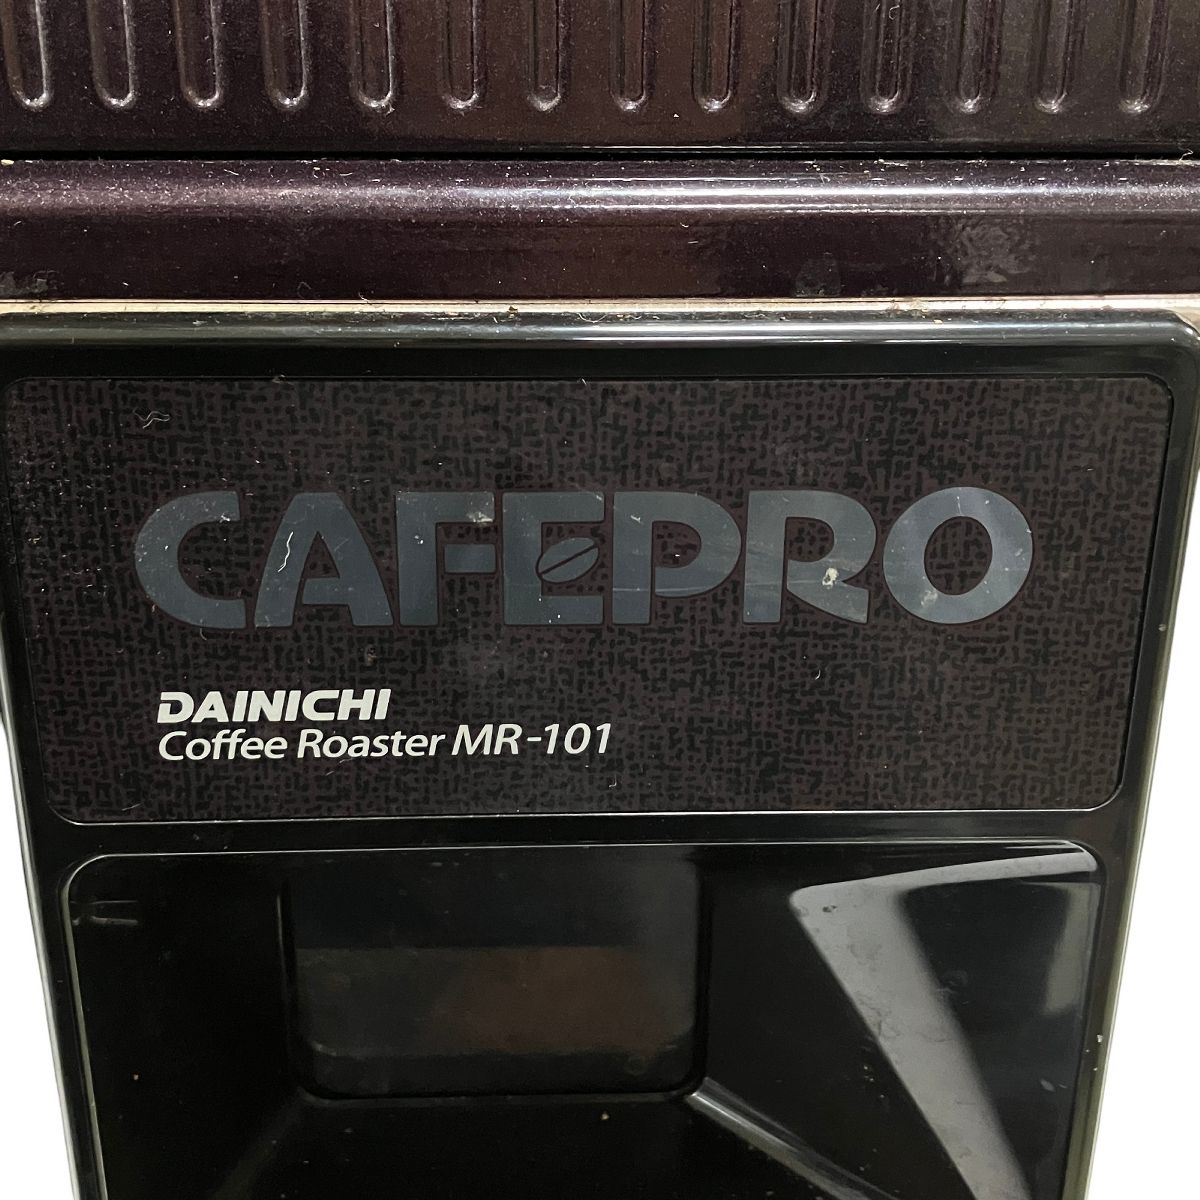 CAFEPRO
DAINICHI
Coffee Roaster MR-101